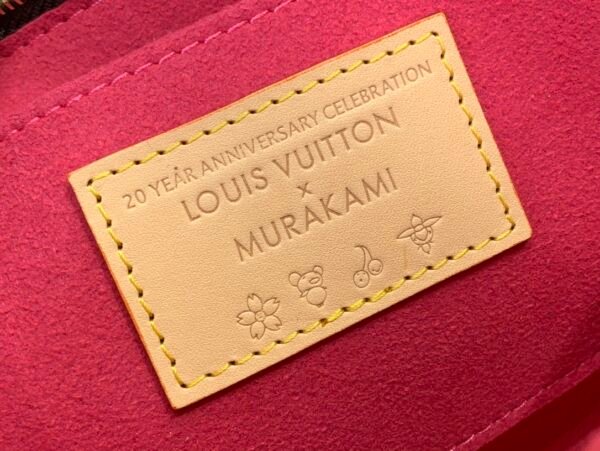 20 YEAR ANNIVERSARY CELEBRATION
LOUIS VUITTON
×
MURAKAMI